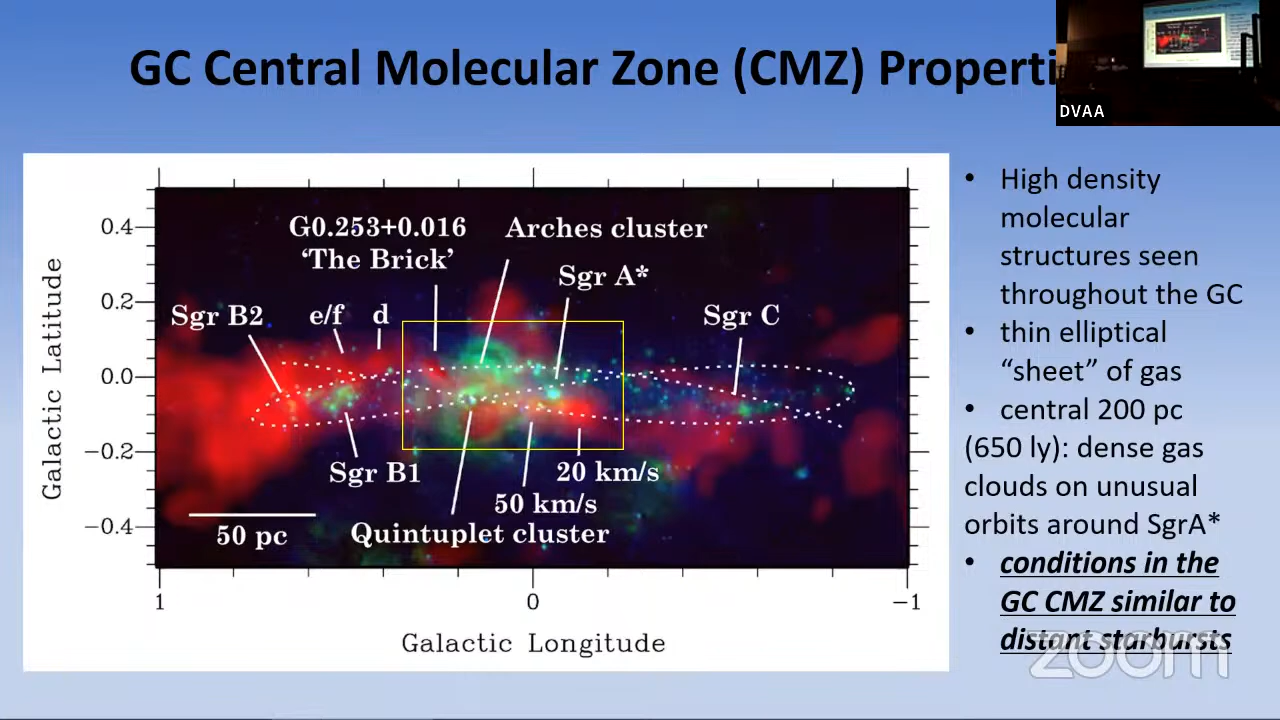 GC Central Molecular Zone (CMZ) Properti
DVAA
0.4
0.2
0.0
−0.2
−0.4
Galactic Latitude
G0.253+0.016
'The Brick'
Arches cluster
Sgr A*
Sgr B2
e/f
d
Sgr C
Sgr B1
20 km/s
50 km/s
Quintuplet cluster
50 pc
1
0
−1
Galactic Longitude
• High density
molecular
structures seen
throughout the GC
• thin elliptical
“sheet” of gas
• central 200 pc
(650 ly): dense gas
clouds on unusual
orbits around SgrA*
• conditions in the
GC CMZ similar to
distant starbursts
zoom